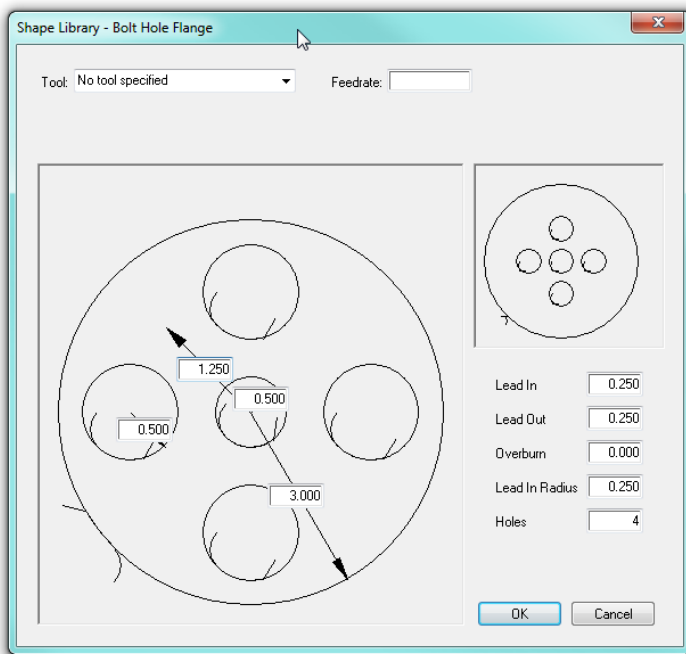 Shape Library - Bolt Hole Flange
Tool: No tool specified Feedrate:
1.250
0.500
0.500
3.000
Lead In 0.250
Lead Out 0.250
Overburn 0.000
Lead In Radius 0.250
Holes 4
OK Cancel